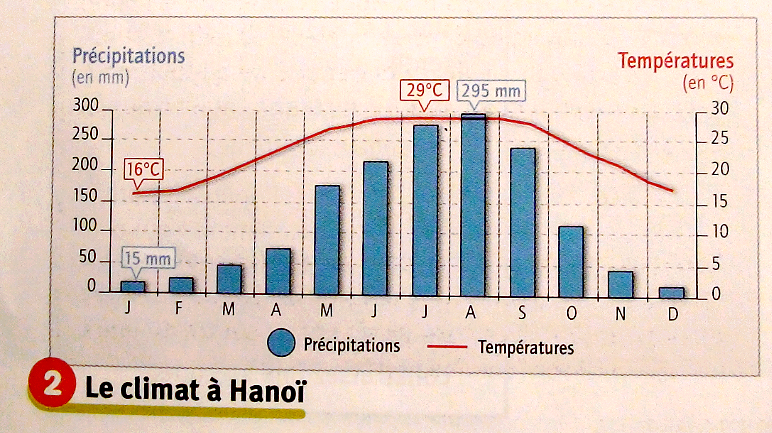 Précipitations
(en mm)
Températures
(en °C)
29°C
295 mm
300
250
200
150
100
50
0
16°C
15 mm
30
25
20
15
10
5
0
J F M A M J J A S O N D
Précipitations
Températures
2 Le climat à Hanoï